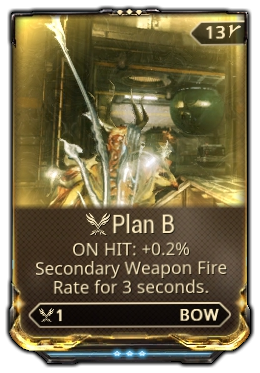 13
Plan B
ON HIT: +0.2%
Secondary Weapon Fire
Rate for 3 seconds.
1 BOW